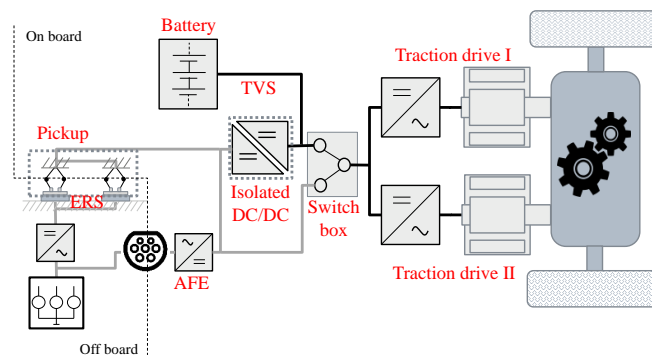 On board
Battery
Traction drive I
TVS
Pickup
ERS
Isolated
DC/DC
Switch
box
AFE
Traction drive II
Off board